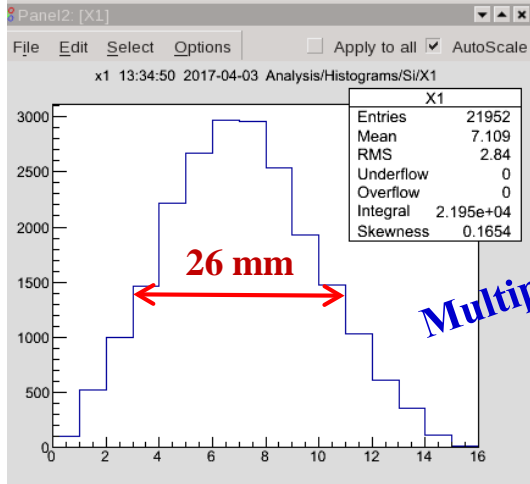 Panel2: [X1]
File Edit Select Options Apply to all AutoScale
x1 13:34:50 2017-04-03 Analysis/Histograms/Si/X1
X1
Entries 21952
Mean 7.109
RMS 2.84
Underflow 0
Overflow 0
Integral 2.195e+04
Skewness 0.1654
3000
2500
2000
1500
1000
500
0
26 mm
Multip
0 2 4 6 8 10 12 14 16